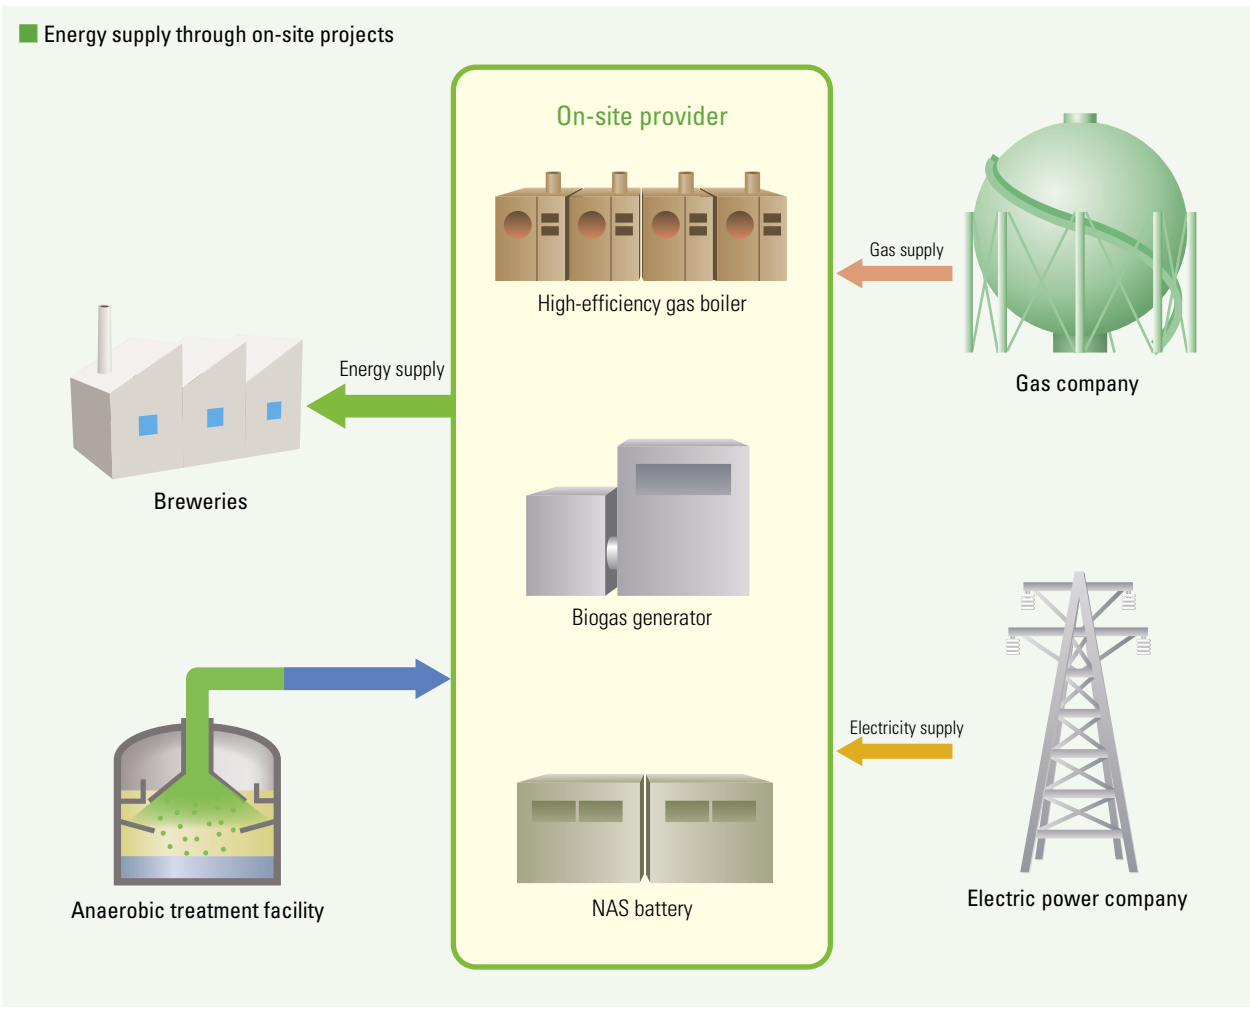 Energy supply through on-site projects
On-site provider
High-efficiency gas boiler
Gas supply
Gas company
Energy supply
Breweries
Biogas generator
Electricity supply
NAS battery
Anaerobic treatment facility
Electric power company